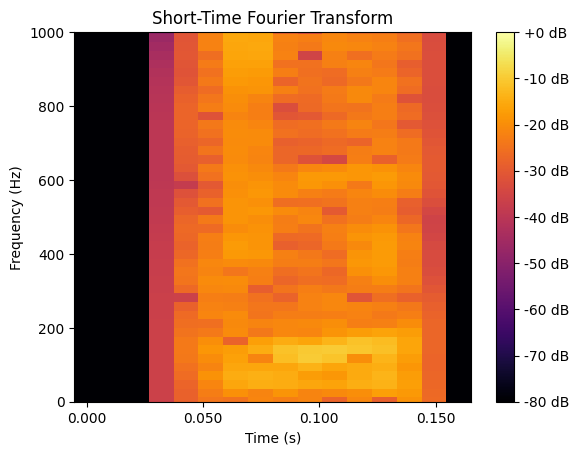 Short-Time Fourier Transform
1000
800
600
400
200
0
Frequency (Hz)
0.000
0.050
0.100
0.150
Time (s)
+0 dB
-10 dB
-20 dB
-30 dB
-40 dB
-50 dB
-60 dB
-70 dB
-80 dB